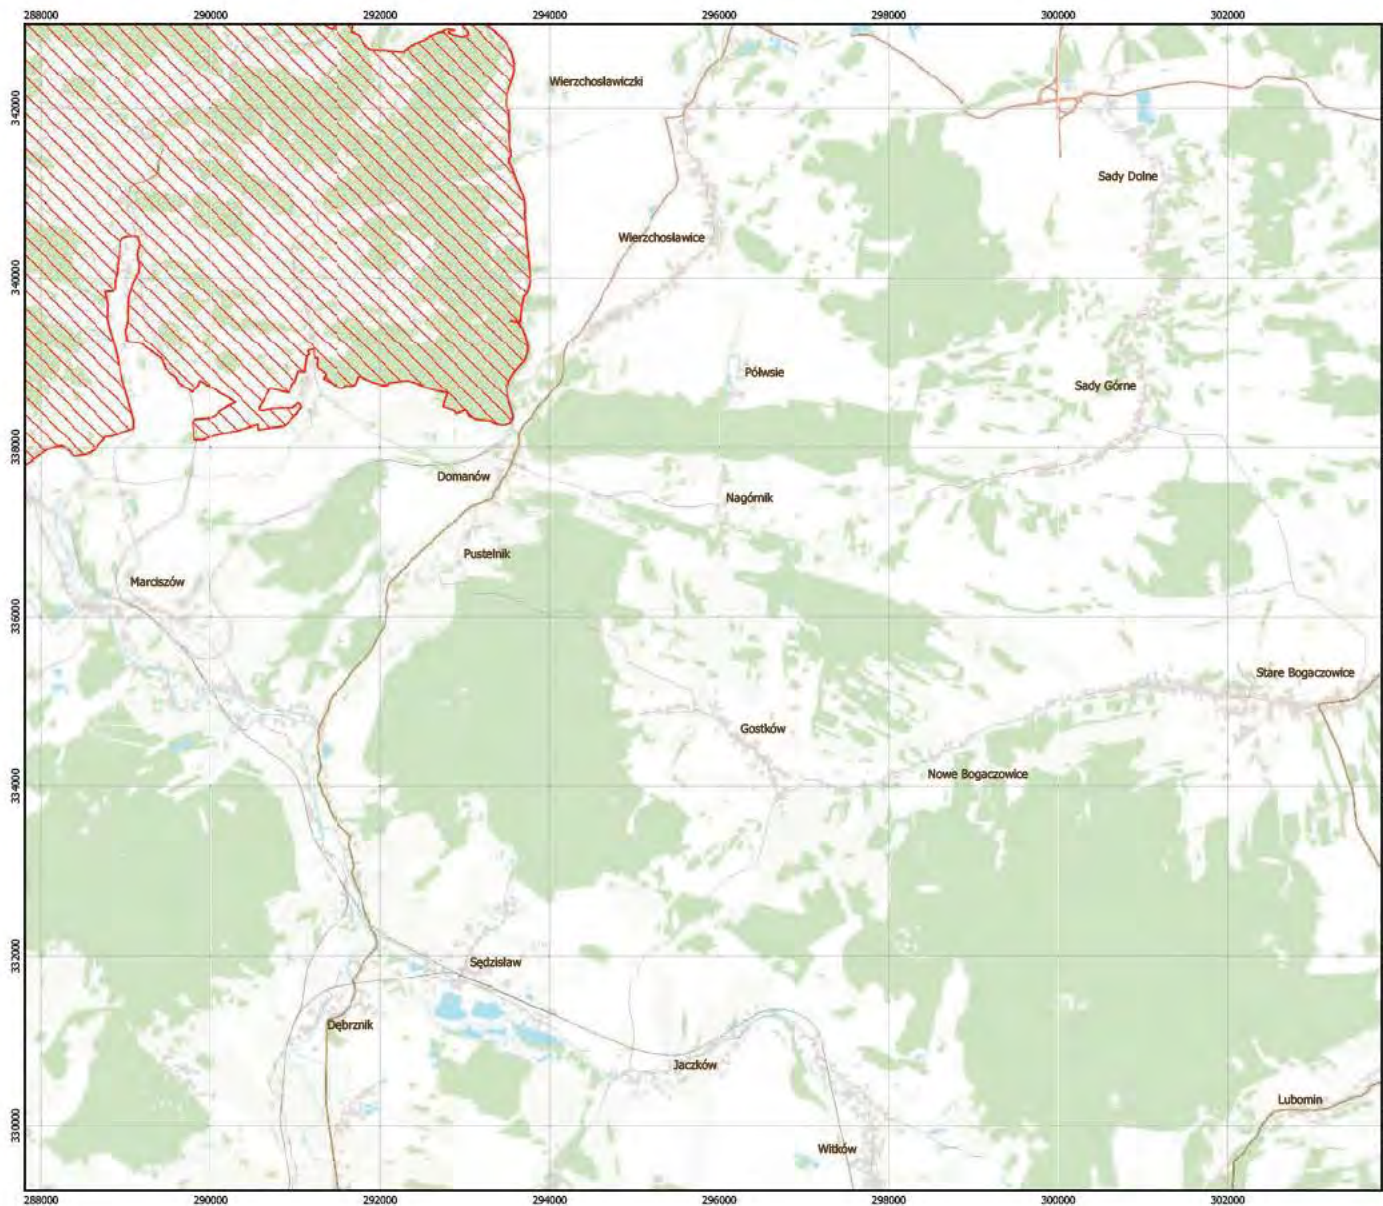 288000 290000 292000 294000 296000 298000 300000 302000
342000
Wierzchosławiczki
Sady Dolne
Wierzchosławice
340000
Półwsie
Sady Górne
338000
Domanów
Nagórnik
Pustelnik
Marciszów
336000
Stare Bogaczowice
Gostków
Nowe Bogaczowice
334000
332000
Sędzisław
Dębrznik
Jaczków
Lubomin
330000
Witków
288000 290000 292000 294000 296000 298000 300000 302000